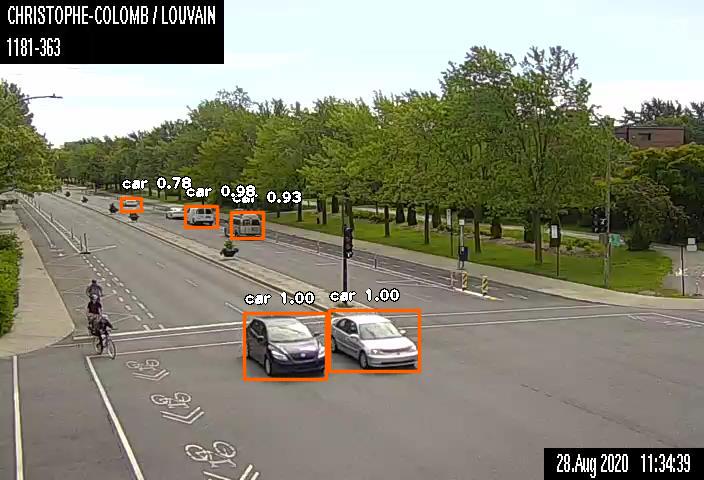 CHRISTOPHE-COLOMB / LOUVAIN
1181-363
car 0.78
car 0.98
car 0.93
car 1.00
car 1.00
28.Aug 2020 11:34:39